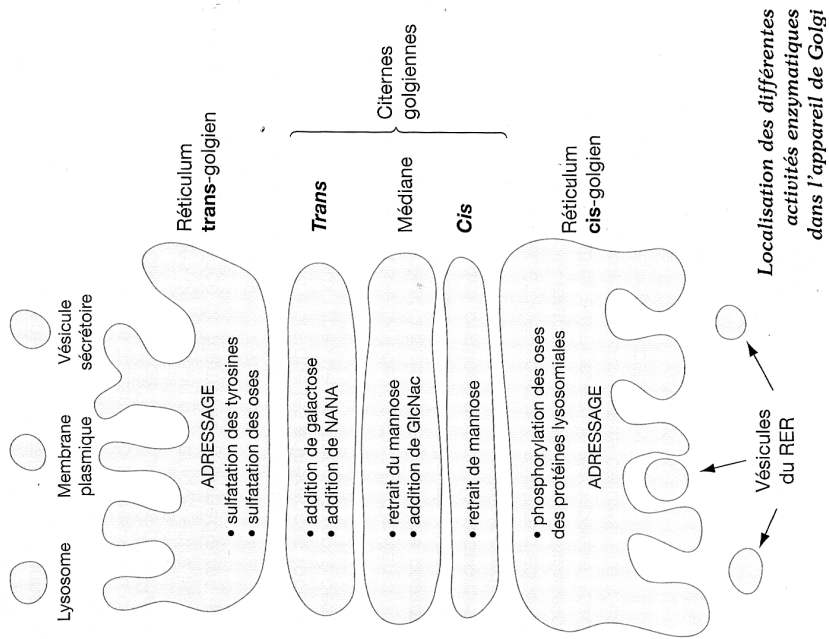 Lysosome
Membrane
plasmique
Vésicule
sécrétoire
Réticulum
trans-golgien
ADRESSAGE
• sulfatation des tyrosines
• sulfatation des oses
Trans
• addition de galactose
• addition de NANA
Médiane
• retrait du mannose
• addition de GlcNac
Cis
• retrait de mannose
Citernes
golgiennes
Réticulum
cis-golgien
• phosphorylation des oses
des protéines lysosomiales
ADRESSAGE
Vésicules
du RER
Localisation des différentes
activités enzymatiques
dans l'appareil de Golgi